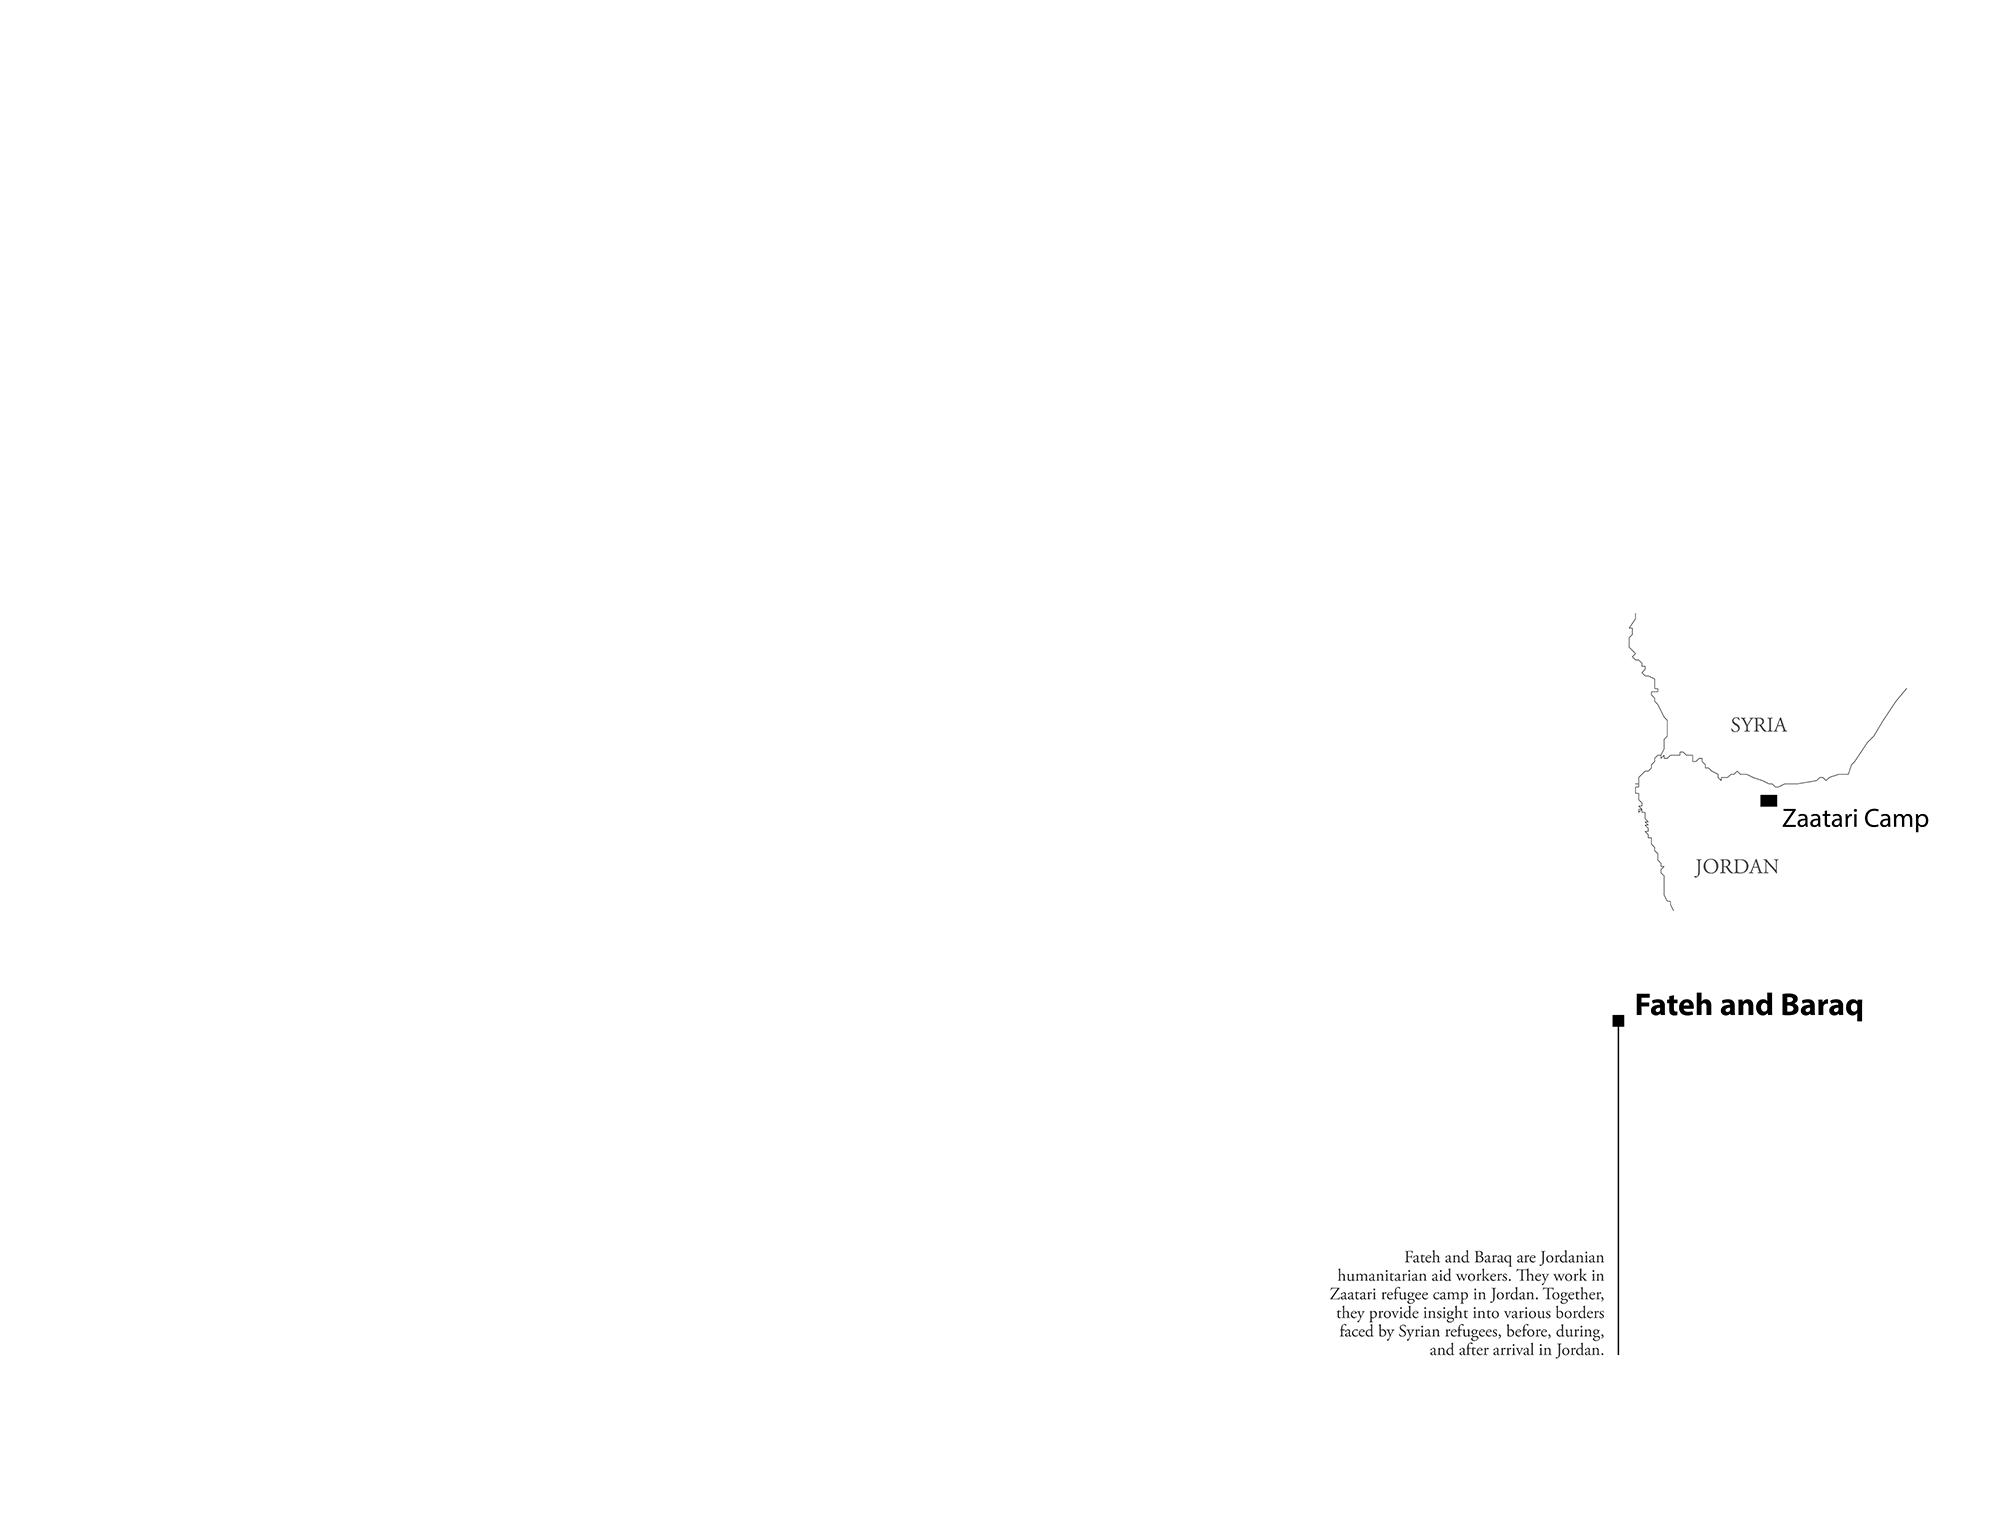 SYRIA
Zaatari Camp
JORDAN
Fateh and Baraq
Fateh and Baraq are Jordanian
humanitarian aid workers. They work in
Zaatari refugee camp in Jordan. Together,
they provide insight into various borders
faced by Syrian refugees, before, during,
and after arrival in Jordan.